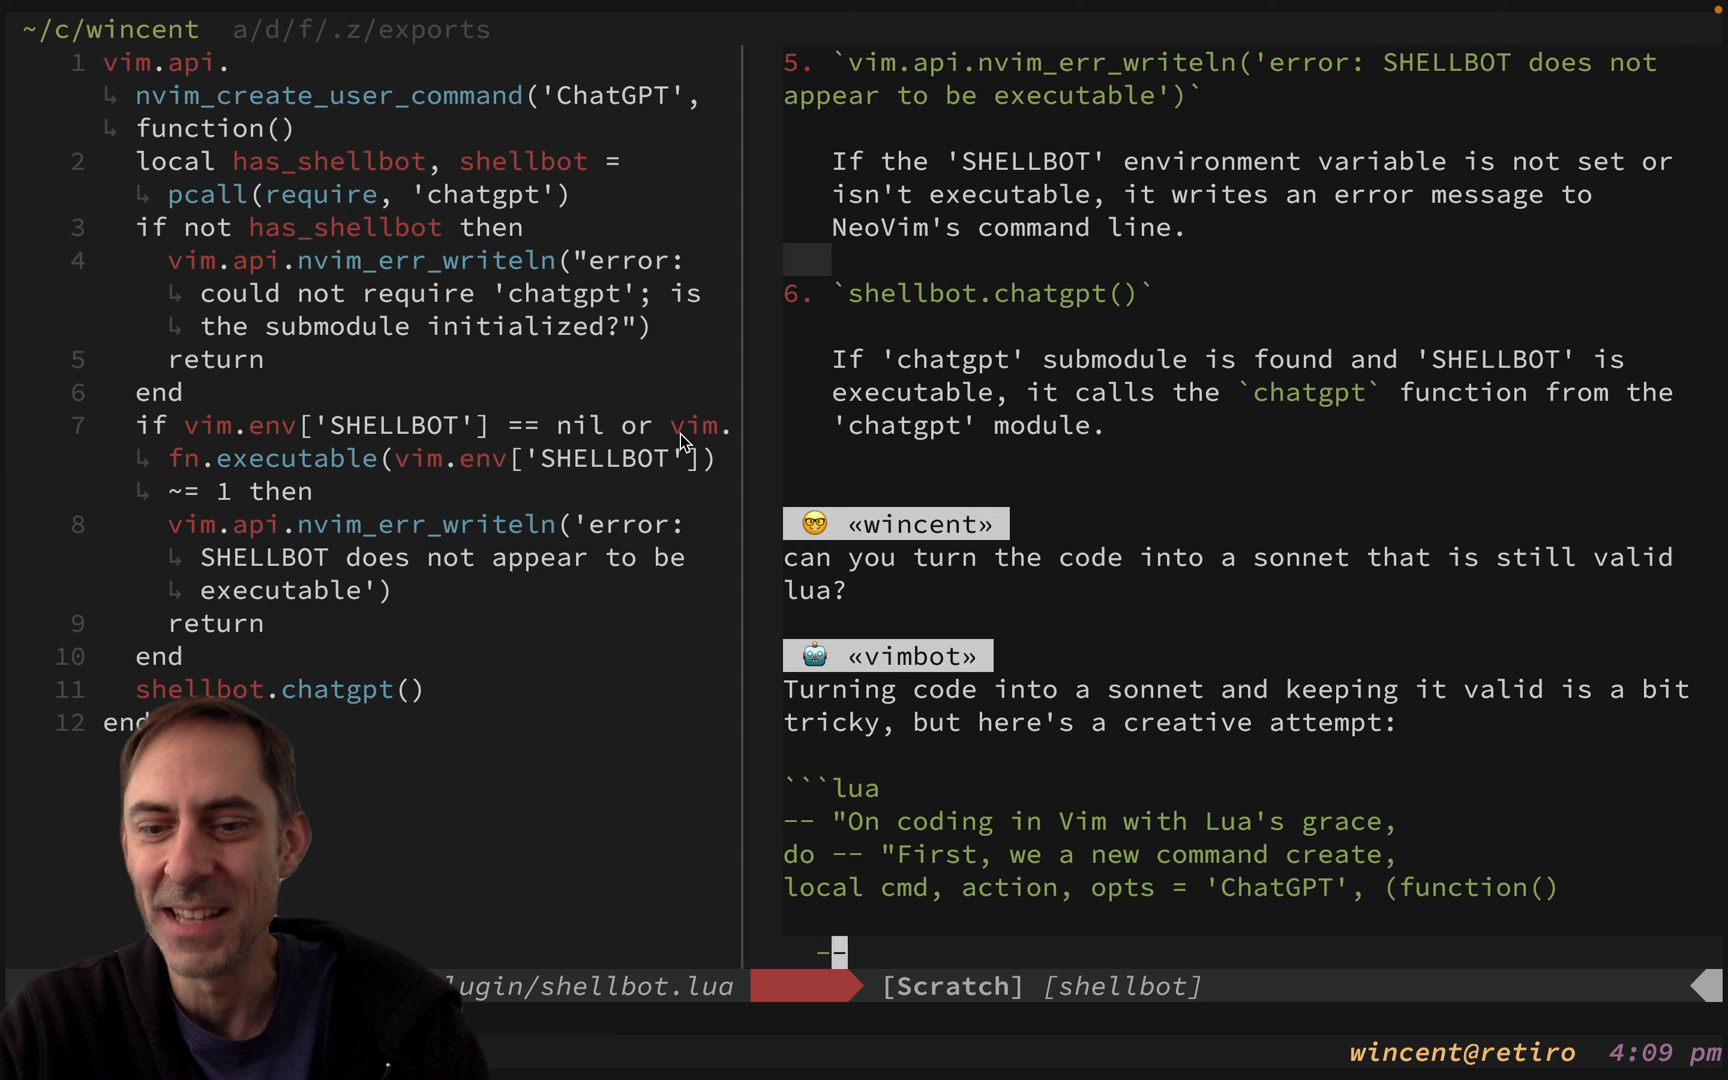 ~/c/wincent a/d/f/.z/exports
1 vim.api.
↳ nvim_create_user_command('ChatGPT',
↳ function()
2 local has_shellbot, shellbot =
↳ pcall(require, 'chatgpt')
3 if not has_shellbot then
4 vim.api.nvim_err_writeln("error:
↳ could not require 'chatgpt'; is
↳ the submodule initialized?")
5 return
6 end
7 if vim.env['SHELLBOT'] == nil or vim.
↳ fn.executable(vim.env['SHELLBOT'])
↳ ~= 1 then
8 vim.api.nvim_err_writeln('error:
↳ SHELLBOT does not appear to be
↳ executable')
9 return
10 end
11 shellbot.chatgpt()
12 end
lugin/shellbot.lua
5. `vim.api.nvim_err_writeln('error: SHELLBOT does not
appear to be executable')`
If the 'SHELLBOT' environment variable is not set or
isn't executable, it writes an error message to
NeoVim's command line.
6. `shellbot.chatgpt()`
If 'chatgpt' submodule is found and 'SHELLBOT' is
executable, it calls the `chatgpt` function from the
'chatgpt' module.
🤓 «wincent»
can you turn the code into a sonnet that is still valid
lua?
🤖 «vimbot»
Turning code into a sonnet and keeping it valid is a bit
tricky, but here's a creative attempt:
```lua
-- "On coding in Vim with Lua's grace,
do -- "First, we a new command create,
local cmd, action, opts = 'ChatGPT', (function()
--
[Scratch] [shellbot]
wincent@retiro 4:09 pm